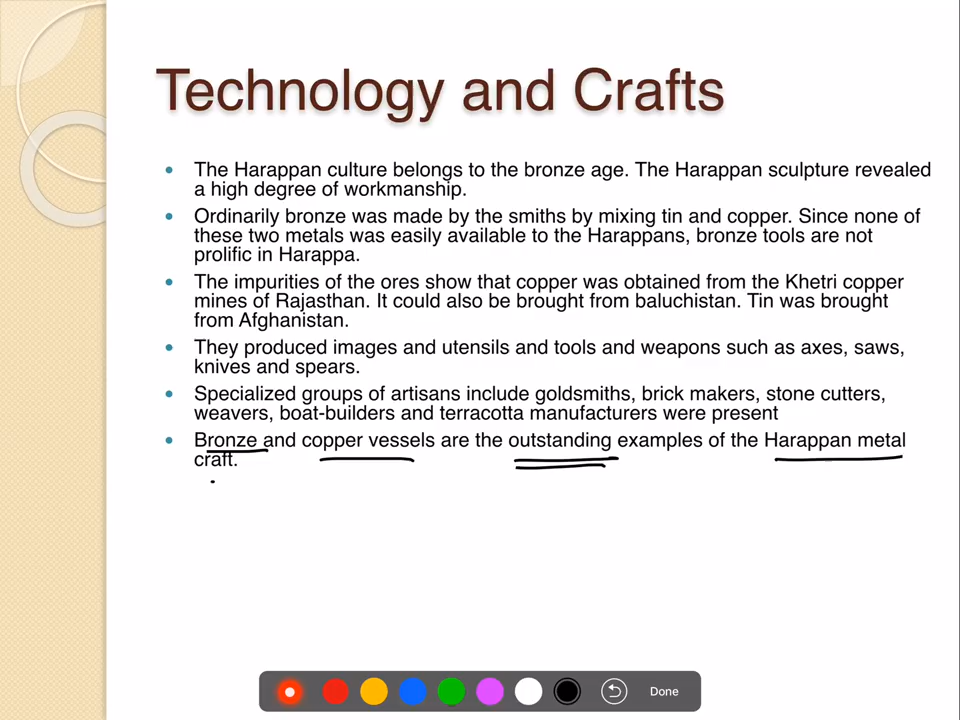 Technology and Crafts
• The Harappan culture belongs to the bronze age. The Harappan sculpture revealed
a high degree of workmanship.
• Ordinarily bronze was made by the smiths by mixing tin and copper. Since none of
these two metals was easily available to the Harappans, bronze tools are not
prolific in Harappa.
• The impurities of the ores show that copper was obtained from the Khetri copper
mines of Rajasthan. It could also be brought from baluchistan. Tin was brought
from Afghanistan.
• They produced images and utensils and tools and weapons such as axes, saws,
knives and spears.
• Specialized groups of artisans include goldsmiths, brick makers, stone cutters,
weavers, boat-builders and terracotta manufacturers were present
• Bronze and copper vessels are the outstanding examples of the Harappan metal
craft.
Done